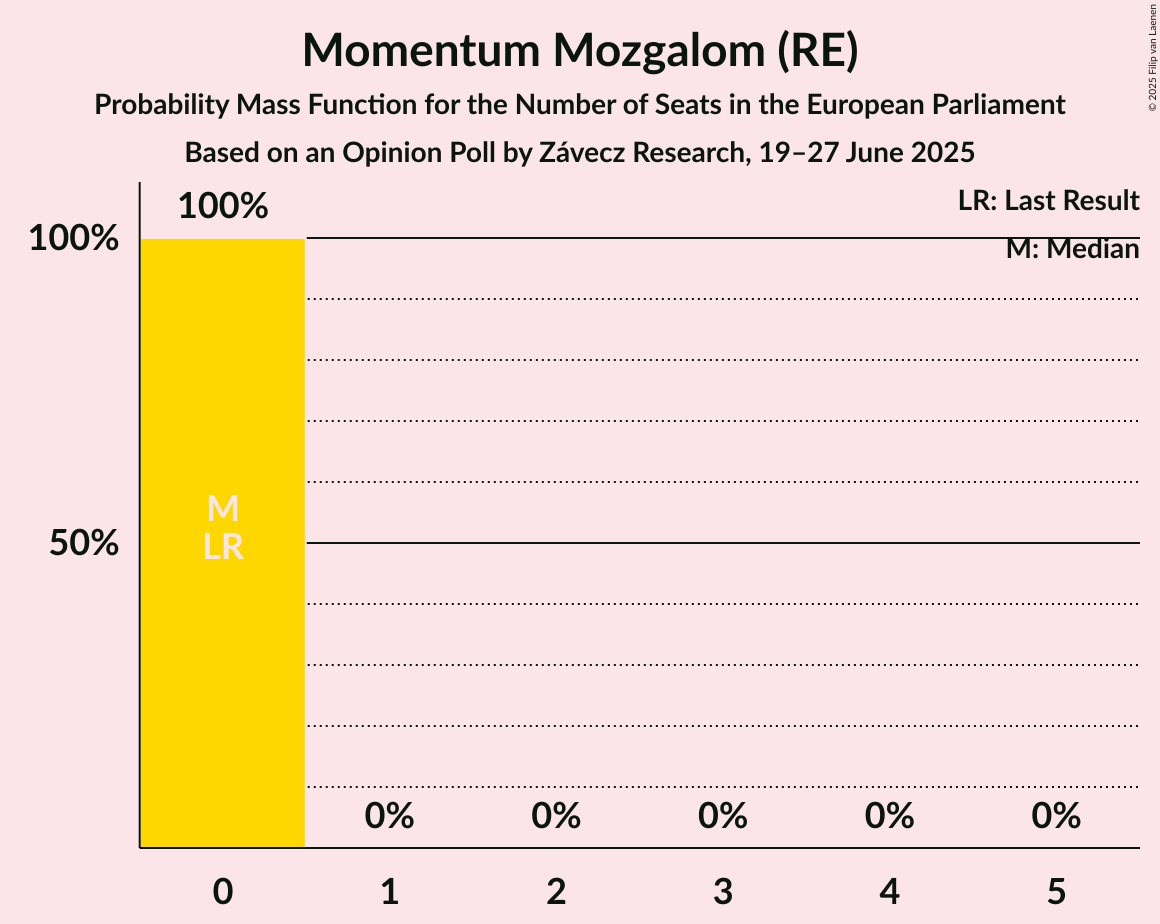 Momentum Mozgalom (RE)
Probability Mass Function for the Number of Seats in the European Parliament
Based on an Opinion Poll by Závecz Research, 19–27 June 2025
© 2025 Filip van Laenen
LR: Last Result
M: Median
100%
100%
50%
M
LR
0%
0%
0%
0%
0%
0
1
2
3
4
5